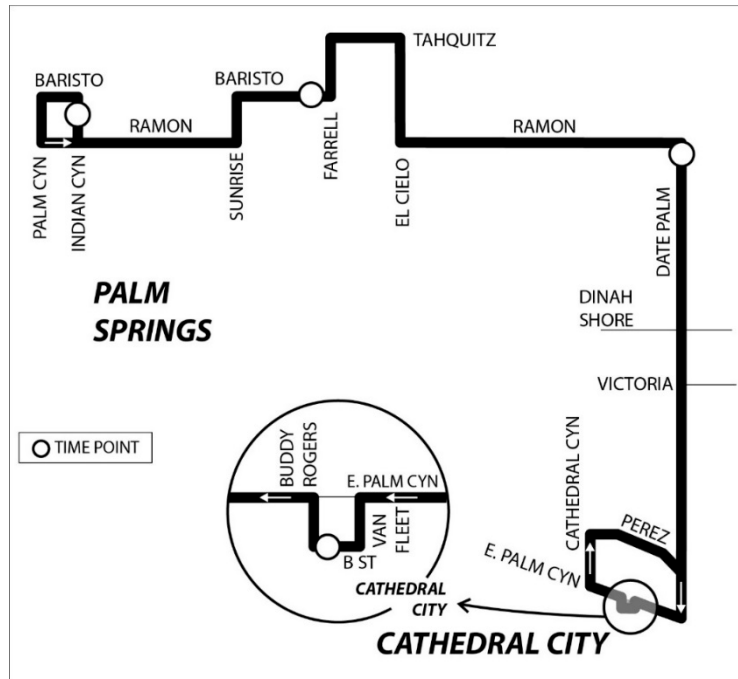 TAHQUITZ
BARISTO
BARISTO
RAMON
RAMON
PALM CYN
INDIAN CYN
SUNRISE
FARRELL
EL CIELO
DATE PALM
PALM
SPRINGS
DINAH
SHORE
VICTORIA
TIME POINT
BUDDY
ROGERS
E. PALM CYN
VAN
FLEET
B ST
CATHEDRAL
CITY
CATHEDRAL CYN
PEREZ
E. PALM CYN
CATHEDRAL CITY